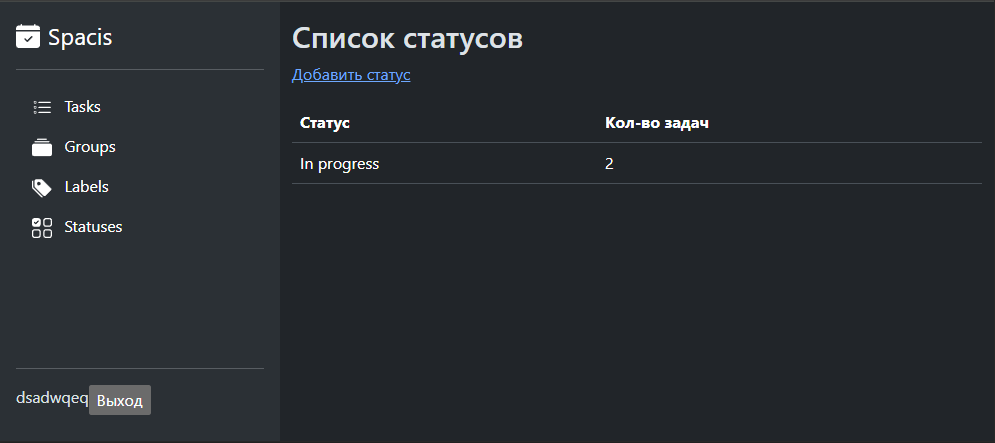 Spacis
Tasks
Groups
Labels
Statuses
dsadwqeq Выход
Список статусов
Добавить статус
Статус Кол-во задач
In progress 2